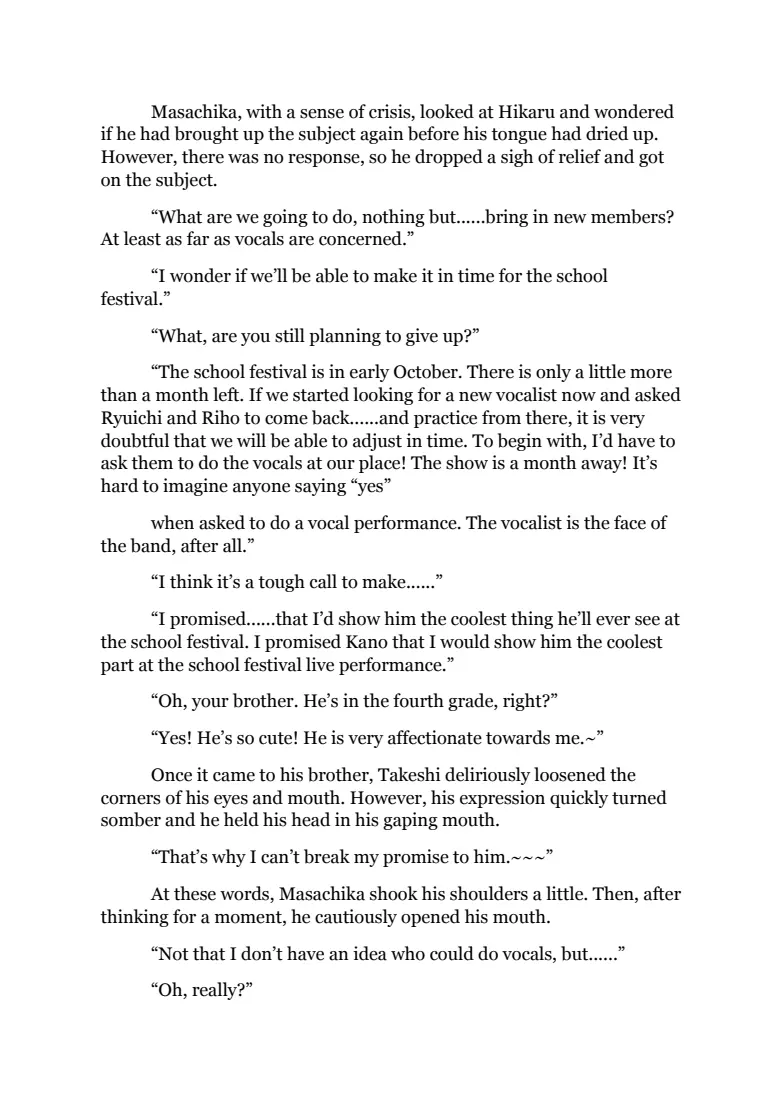 Masachika, with a sense of crisis, looked at Hikaru and wondered
if he had brought up the subject again before his tongue had dried up.
However, there was no response, so he dropped a sigh of relief and got
on the subject.
“What are we going to do, nothing but......bring in new members?
At least as far as vocals are concerned.”
“I wonder if we’ll be able to make it in time for the school
festival.”
“What, are you still planning to give up?”
“The school festival is in early October. There is only a little more
than a month left. If we started looking for a new vocalist now and asked
Ryuichi and Riho to come back......and practice from there, it is very
doubtful that we will be able to adjust in time. To begin with, I’d have to
ask them to do the vocals at our place! The show is a month away! It’s
hard to imagine anyone saying “yes”
when asked to do a vocal performance. The vocalist is the face of
the band, after all.”
“I think it’s a tough call to make......”
“I promised......that I’d show him the coolest thing he’ll ever see at
the school festival. I promised Kano that I would show him the coolest
part at the school festival live performance.”
“Oh, your brother. He’s in the fourth grade, right?”
“Yes! He’s so cute! He is very affectionate towards me.~”
Once it came to his brother, Takeshi deliriously loosened the
corners of his eyes and mouth. However, his expression quickly turned
somber and he held his head in his gaping mouth.
“That’s why I can’t break my promise to him.~~~”
At these words, Masachika shook his shoulders a little. Then, after
thinking for a moment, he cautiously opened his mouth.
“Not that I don’t have an idea who could do vocals, but......”
“Oh, really?”